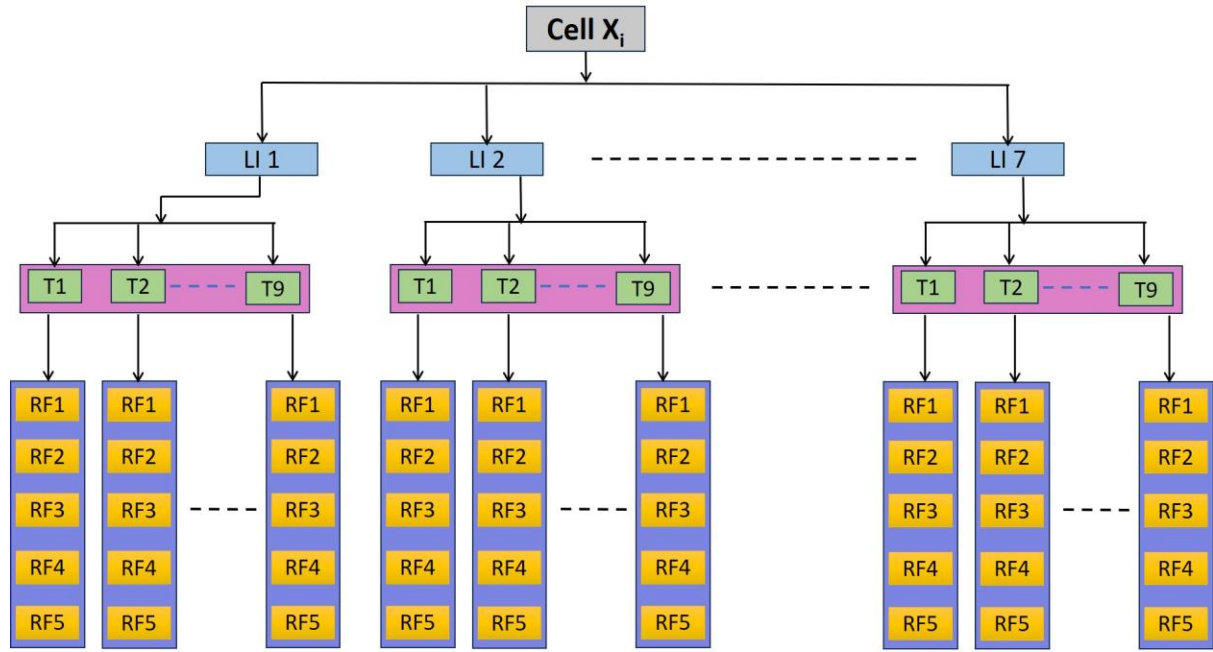 Cell Xi
LI 1 LI 2 LI 7
T1 T2 T9 T1 T2 T9 T1 T2 T9
RF1 RF1 RF1 RF1 RF1 RF1 RF1 RF1 RF1
RF2 RF2 RF2 RF2 RF2 RF2 RF2 RF2 RF2
RF3 RF3 RF3 RF3 RF3 RF3 RF3 RF3 RF3
RF4 RF4 RF4 RF4 RF4 RF4 RF4 RF4 RF4
RF5 RF5 RF5 RF5 RF5 RF5 RF5 RF5 RF5